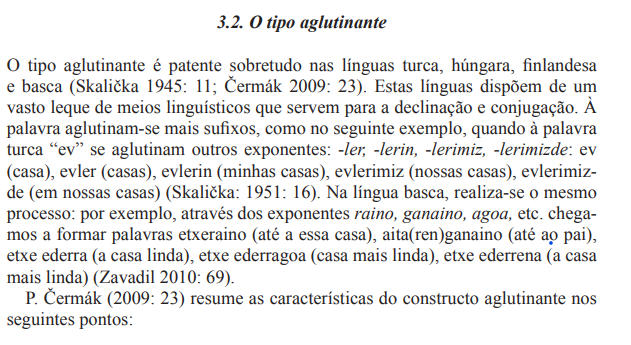 3.2. O tipo aglutinante
O tipo aglutinante é patente sobretudo nas línguas turca, húngara, finlandesa
e basca (Skalička 1945: 11; Čermák 2009: 23). Estas línguas dispõem de um
vasto leque de meios linguísticos que servem para a declinação e conjugação. À
palavra aglutinam-se mais sufixos, como no seguinte exemplo, quando à palavra
turca “ev” se aglutinam outros exponentes: -ler, -lerin, -lerimiz, -lerimizde: ev
(casa), evler (casas), evlerin (minhas casas), evlerimiz (nossas casas), evlerimiz-
de (em nossas casas) (Skalička: 1951: 16). Na língua basca, realiza-se o mesmo
processo: por exemplo, através dos exponentes raino, ganaino, agoa, etc. chega-
mos a formar palavras etxeraino (até a essa casa), aita(ren)ganaino (até ao pai),
etxe ederra (a casa linda), etxe ederragoa (casa mais linda), etxe ederrena (a casa
mais linda) (Zavadil 2010: 69).
P. Čermák (2009: 23) resume as características do constructo aglutinante nos
seguintes pontos: